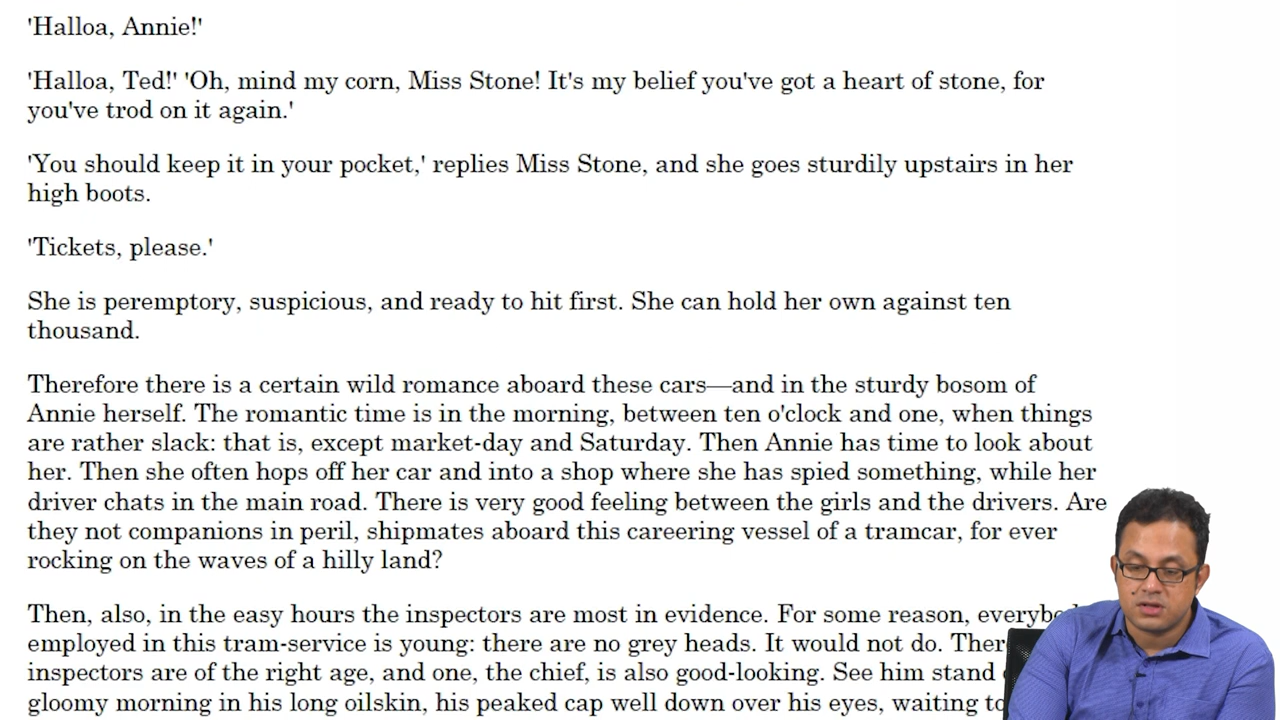 'Halloa, Annie!'
'Halloa, Ted!' 'Oh, mind my corn, Miss Stone! It's my belief you've got a heart of stone, for
you've trod on it again.'
'You should keep it in your pocket,' replies Miss Stone, and she goes sturdily upstairs in her
high boots.
'Tickets, please.'
She is peremptory, suspicious, and ready to hit first. She can hold her own against ten
thousand.
Therefore there is a certain wild romance aboard these cars—and in the sturdy bosom of
Annie herself. The romantic time is in the morning, between ten o'clock and one, when things
are rather slack: that is, except market-day and Saturday. Then Annie has time to look about
her. Then she often hops off her car and into a shop where she has spied something, while her
driver chats in the main road. There is very good feeling between the girls and the drivers. Are
they not companions in peril, shipmates aboard this careering vessel of a tramcar, for ever
rocking on the waves of a hilly land?
Then, also, in the easy hours the inspectors are most in evidence. For some reason,
employed in this tram-service is young: there are no grey heads. It would not do.
inspectors are of the right age, and one, the chief, is also good-looking. See him stand
gloomy morning in his long oilskin, his peaked cap well down over his eyes, waiting